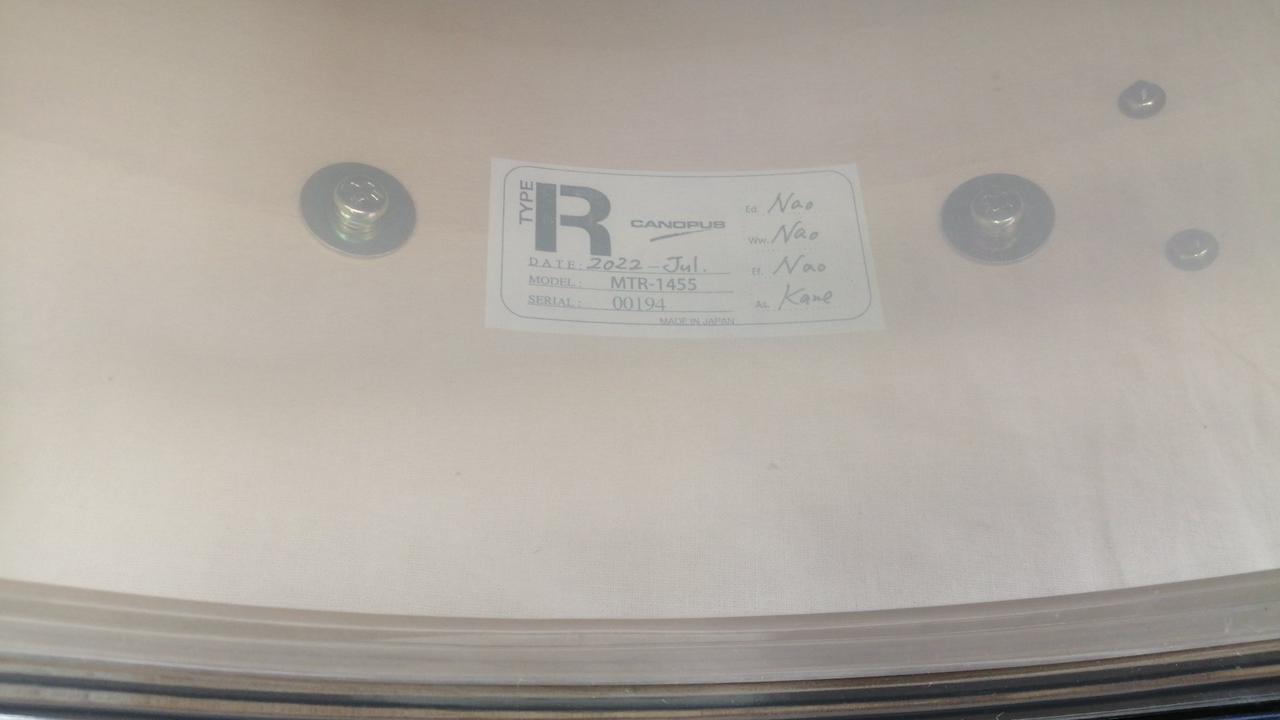 TYPE R
CANOPUS
DATE: 2022-Jul.
MODEL: MTR-1455
SERIAL: 00194
MADE IN JAPAN
Ed. Nao
Ww. Nao
Ef. Nao
As. Kane